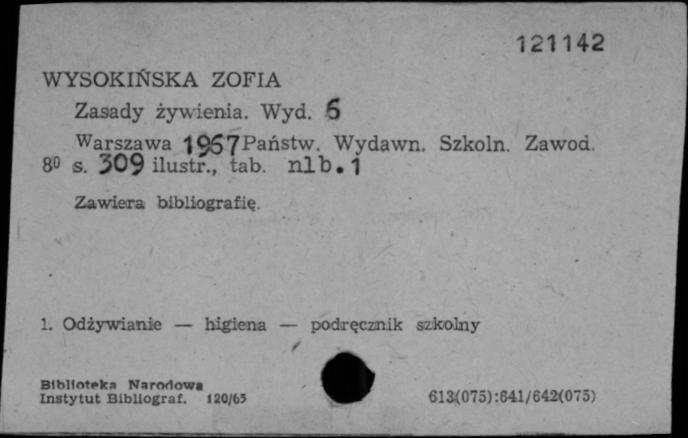 121142
WYSOKIŃSKA ZOFIA
Zasady żywienia. Wyd. 6
Warszawa 1967 Państw. Wydawn. Szkoln. Zawod.
8⁰ s. 309 ilustr., tab. nlb.1
Zawiera bibliografię.
1. Odżywianie — higiena — podręcznik szkolny
Biblioteka Narodowa
Instytut Bibliograf. 120/65
613(075):641/642(075)